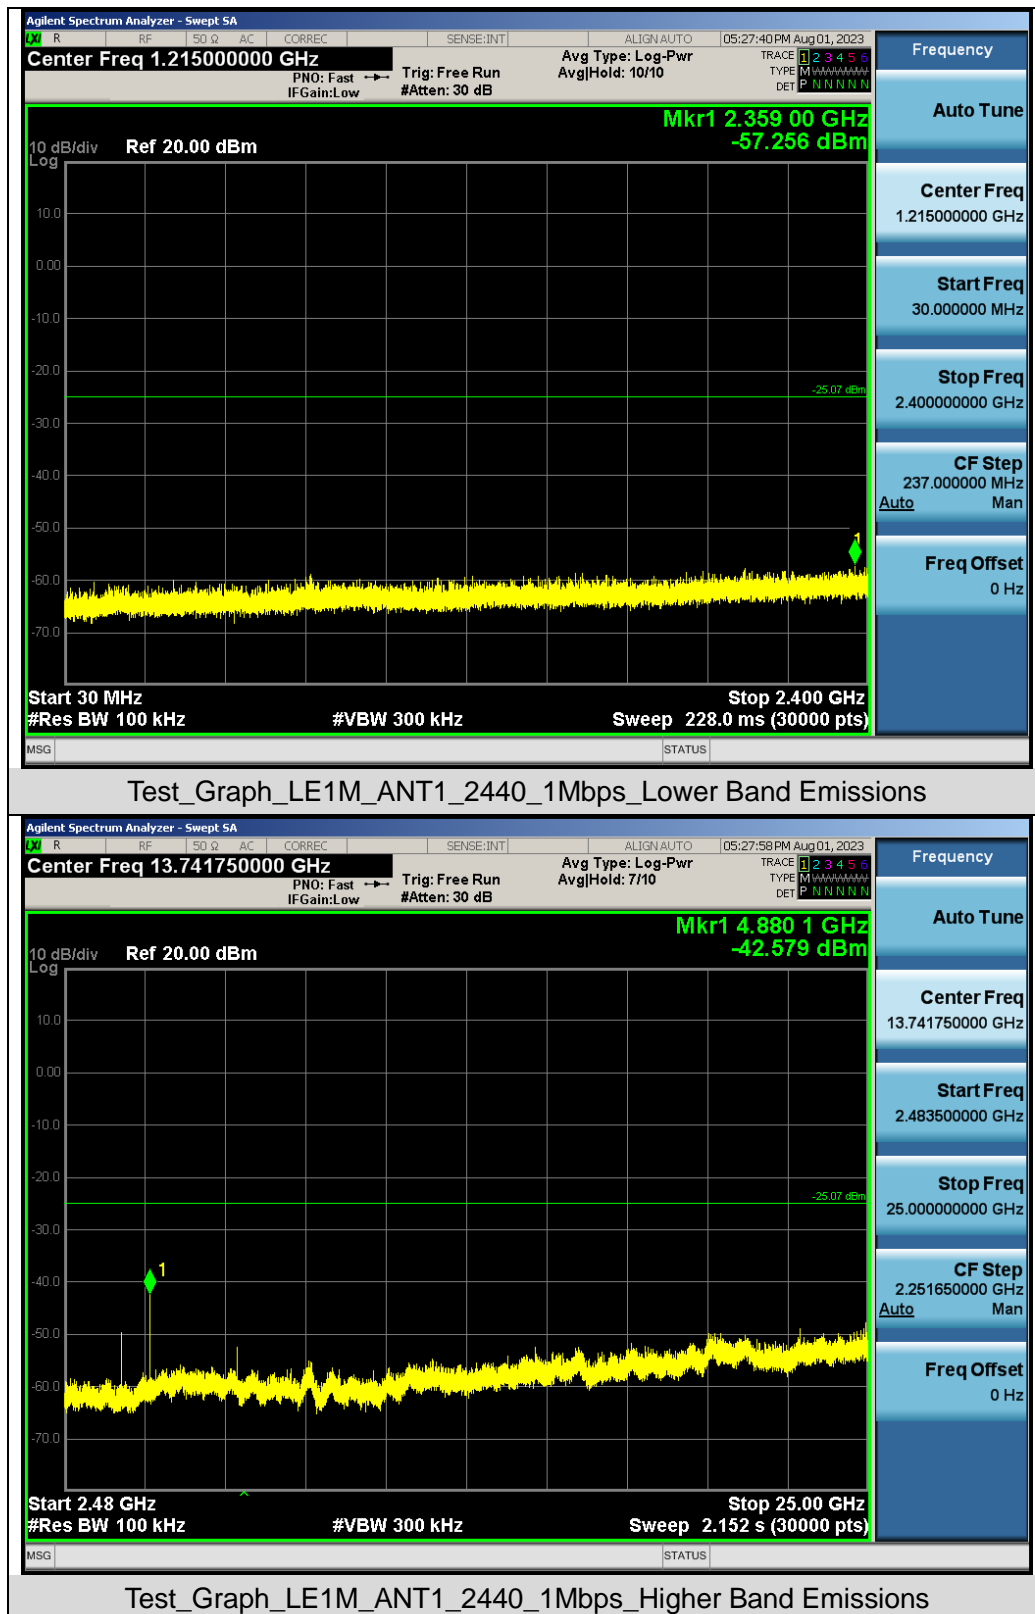 Agilent Spectrum Analyzer - Swept SA
LXI R RF 50 Ω AC CORREC SENSE:INT ALIGN AUTO 05:27:40 PM Aug 01, 2023
Center Freq 1.215000000 GHz
PNO: Fast
IFGain:Low
Trig: Free Run
#Atten: 30 dB
Avg Type: Log-Pwr
Avg|Hold: 10/10
TRACE 1 2 3 4 5 6
TYPE M
DET P N N N N N
Mkr1 2.359 00 GHz
-57.256 dBm
10 dB/div Ref 20.00 dBm
Log
10.0
0.00
-10.0
-20.0
-25.07 dBm
-30.0
-40.0
-50.0
1
-60.0
-70.0
Start 30 MHz Stop 2.400 GHz
#Res BW 100 kHz #VBW 300 kHz Sweep 228.0 ms (30000 pts)
MSG STATUS
Frequency
Auto Tune
Center Freq
1.215000000 GHz
Start Freq
30.000000 MHz
Stop Freq
2.400000000 GHz
CF Step
237.000000 MHz
Auto Man
Freq Offset
0 Hz
Test_Graph_LE1M_ANT1_2440_1Mbps_Lower Band Emissions
Agilent Spectrum Analyzer - Swept SA
LXI R RF 50 Ω AC CORREC SENSE:INT ALIGN AUTO 05:27:58 PM Aug 01, 2023
Center Freq 13.741750000 GHz
PNO: Fast
IFGain:Low
Trig: Free Run
#Atten: 30 dB
Avg Type: Log-Pwr
Avg|Hold: 7/10
TRACE 1 2 3 4 5 6
TYPE M
DET P N N N N N
Mkr1 4.880 1 GHz
-42.579 dBm
10 dB/div Ref 20.00 dBm
Log
10.0
0.00
-10.0
-20.0
-25.07 dBm
-30.0
1
-40.0
-50.0
-60.0
-70.0
Start 2.48 GHz Stop 25.00 GHz
#Res BW 100 kHz #VBW 300 kHz Sweep 2.152 s (30000 pts)
MSG STATUS
Frequency
Auto Tune
Center Freq
13.741750000 GHz
Start Freq
2.483500000 GHz
Stop Freq
25.000000000 GHz
CF Step
2.251650000 GHz
Auto Man
Freq Offset
0 Hz
Test_Graph_LE1M_ANT1_2440_1Mbps_Higher Band Emissions